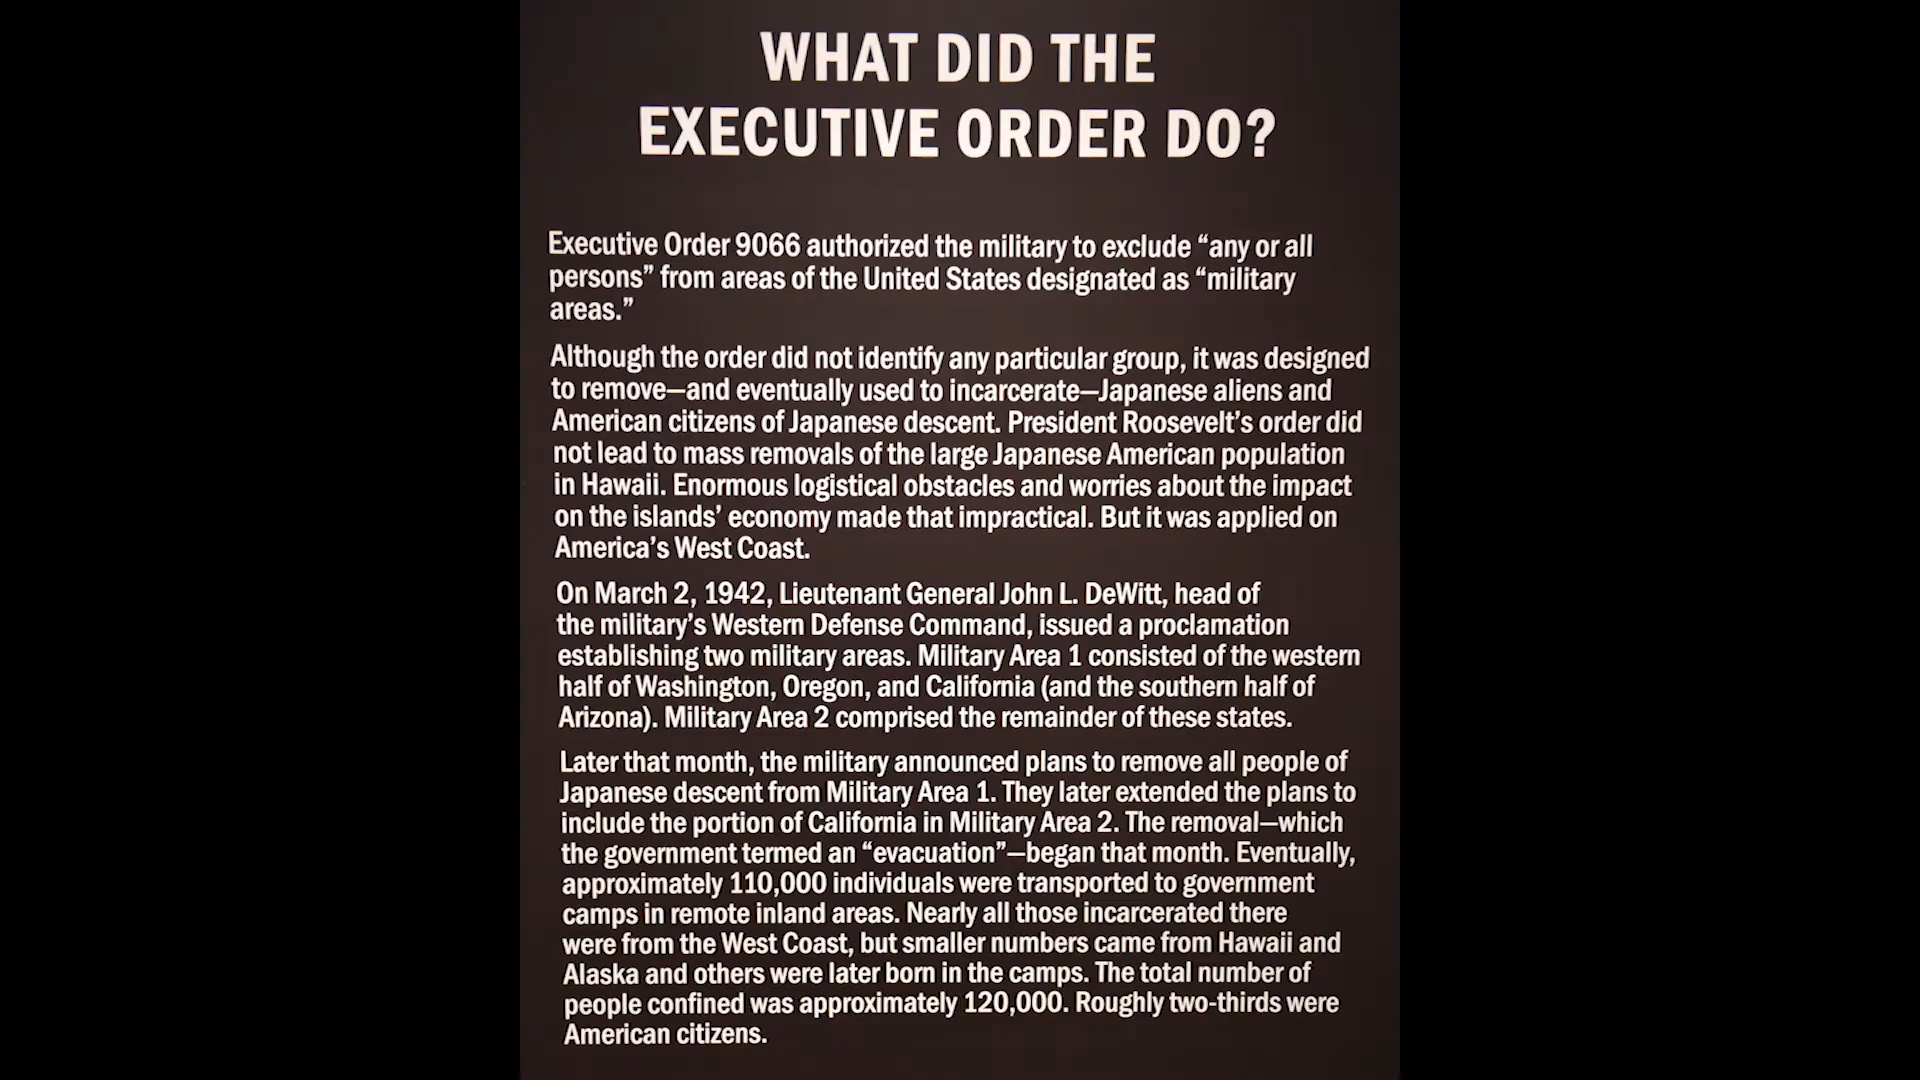 WHAT DID THE
EXECUTIVE ORDER DO?
Executive Order 9066 authorized the military to exclude “any or all
persons” from areas of the United States designated as “military
areas.”
Although the order did not identify any particular group, it was designed
to remove—and eventually used to incarcerate—Japanese aliens and
American citizens of Japanese descent. President Roosevelt’s order did
not lead to mass removals of the large Japanese American population
in Hawaii. Enormous logistical obstacles and worries about the impact
on the islands’ economy made that impractical. But it was applied on
America’s West Coast.
On March 2, 1942, Lieutenant General John L. DeWitt, head of
the military’s Western Defense Command, issued a proclamation
establishing two military areas. Military Area 1 consisted of the western
half of Washington, Oregon, and California (and the southern half of
Arizona). Military Area 2 comprised the remainder of these states.
Later that month, the military announced plans to remove all people of
Japanese descent from Military Area 1. They later extended the plans to
include the portion of California in Military Area 2. The removal—which
the government termed an “evacuation”—began that month. Eventually,
approximately 110,000 individuals were transported to government
camps in remote inland areas. Nearly all those incarcerated there
were from the West Coast, but smaller numbers came from Hawaii and
Alaska and others were later born in the camps. The total number of
people confined was approximately 120,000. Roughly two-thirds were
American citizens.